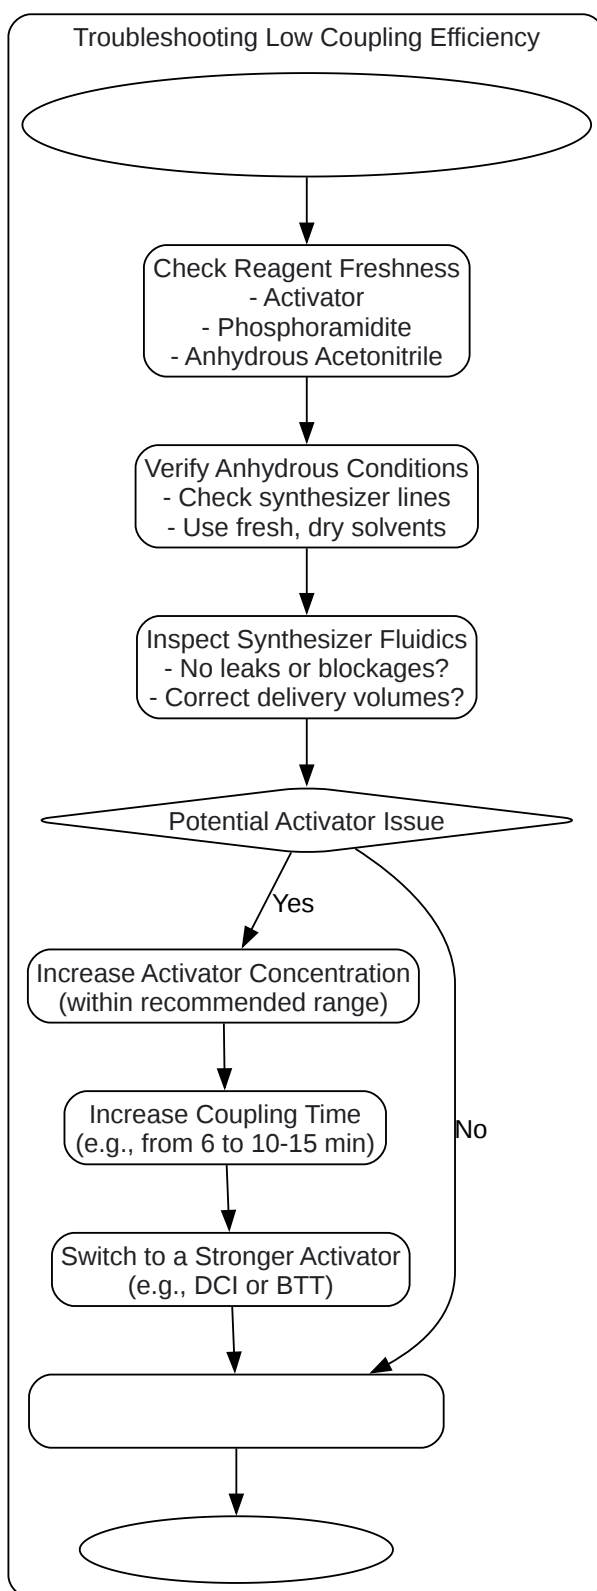 Troubleshooting Low Coupling Efficiency
Check Reagent Freshness
- Activator
- Phosphoramidite
- Anhydrous Acetonitrile
Verify Anhydrous Conditions
- Check synthesizer lines
- Use fresh, dry solvents
Inspect Synthesizer Fluidics
- No leaks or blockages?
- Correct delivery volumes?
Potential Activator Issue
Yes
Increase Activator Concentration
(within recommended range)
Increase Coupling Time
(e.g., from 6 to 10-15 min)
No
Switch to a Stronger Activator
(e.g., DCI or BTT)